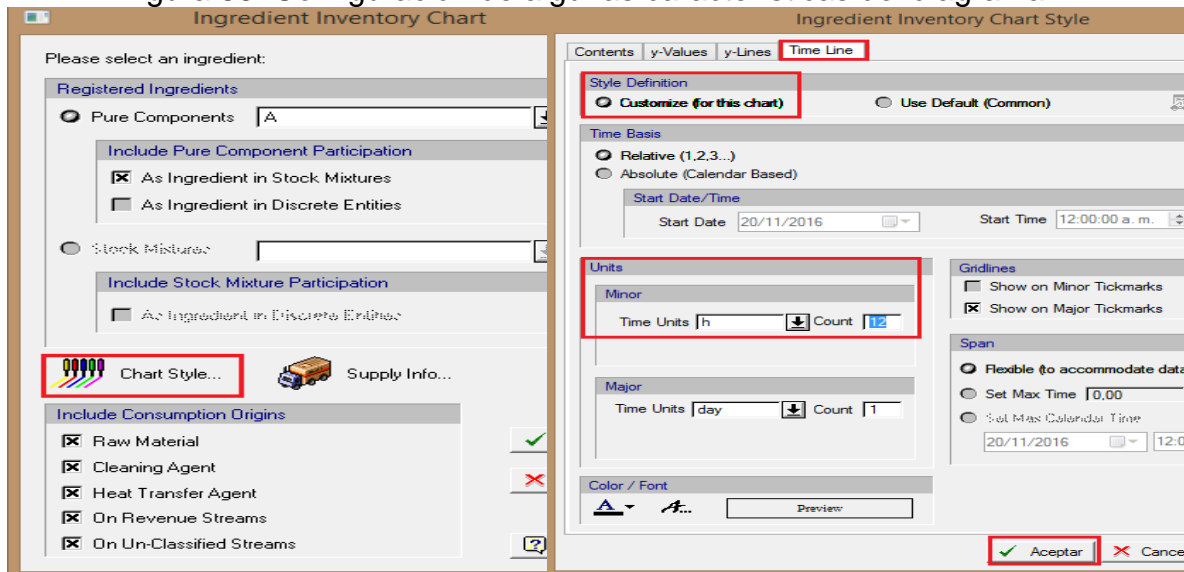 Ingredient Inventory Chart
Please select an ingredient:
Registered Ingredients
Pure Components A
Include Pure Component Participation
As Ingredient in Stock Mixtures
As Ingredient in Discrete Entities
Stock Mixtures
Include Stock Mixture Participation
As Ingredient in Discrete Entities
Chart Style...
Supply Info...
Include Consumption Origins
Raw Material
Cleaning Agent
Heat Transfer Agent
On Revenue Streams
On Un-Classified Streams
Ingredient Inventory Chart Style
Contents y-Values y-Lines Time Line
Style Definition
Customize (for this chart) Use Default (Common)
Time Basis
Relative (1,2,3...)
Absolute (Calendar Based)
Start Date/Time
Start Date 20/11/2016 Start Time 12:00:00 a. m.
Units
Minor
Time Units h Count 12
Major
Time Units day Count 1
Gridlines
Show on Minor Tickmarks
Show on Major Tickmarks
Span
Flexible (to accommodate data
Set Max Time 0,00
Set Max Calendar Time
20/11/2016 12:0
Color / Font
A A... Preview
Aceptar Cance